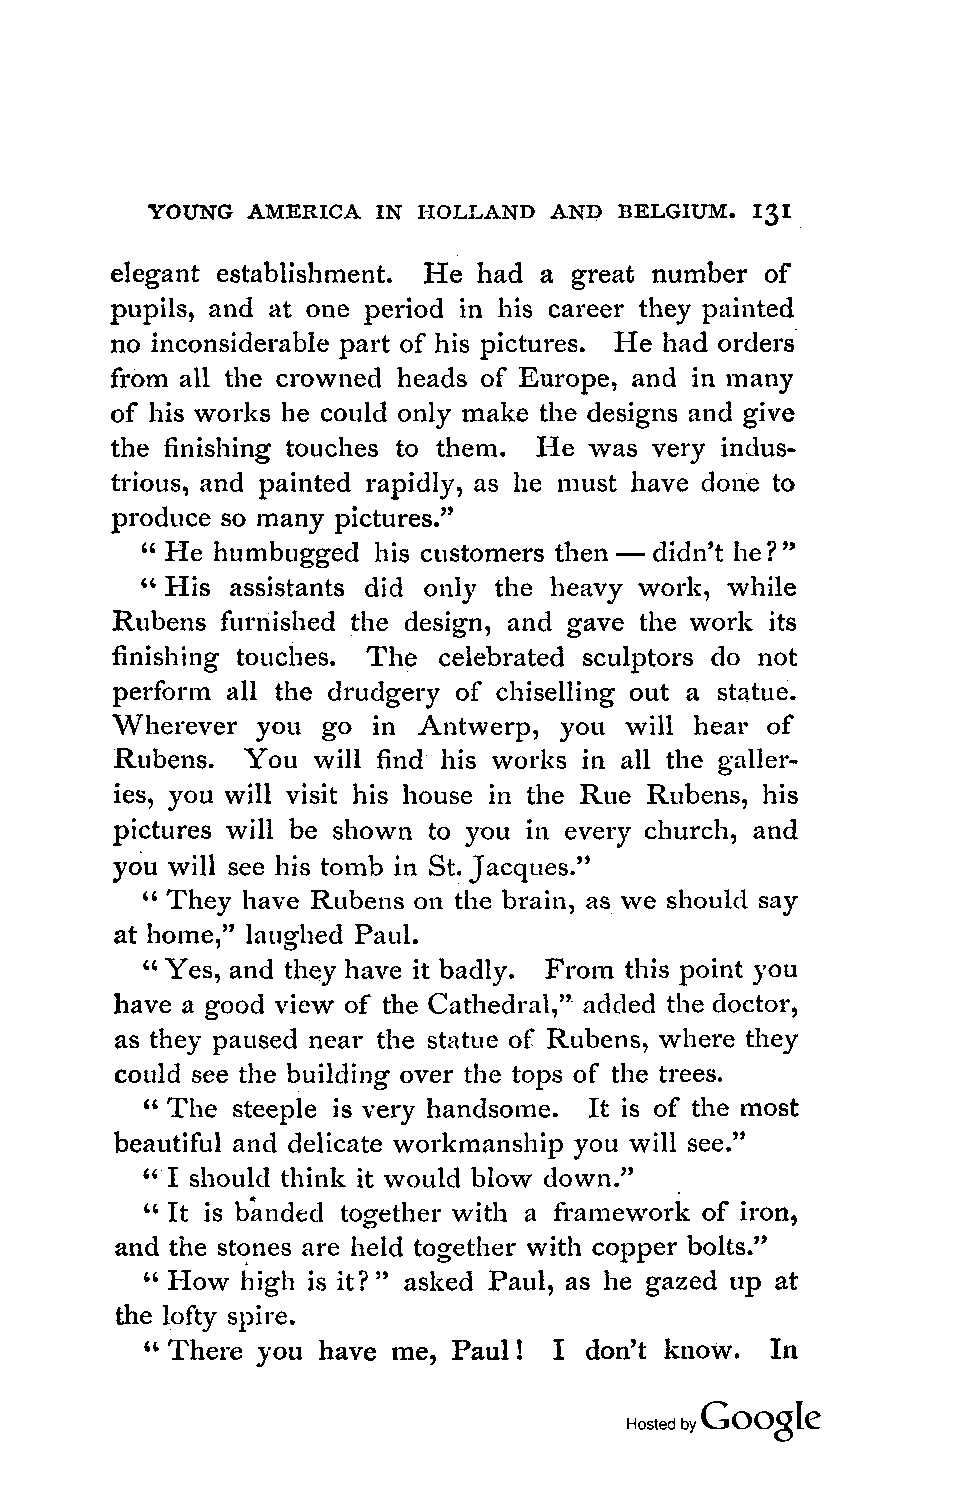 YOUNG AMERICA IN HOLLAND AND BELGIUM. 131
elegant establishment. He had a great number of
pupils, and at one period in his career they painted
no inconsiderable part of his pictures. He had orders
from all the crowned heads of Europe, and in many
of his works he could only make the designs and give
the finishing touches to them. He was very indus-
trious, and painted rapidly, as he must have done to
produce so many pictures.”
“ He humbugged his customers then — didn't he?”
“ His assistants did only the heavy work, while
Rubens furnished the design, and gave the work its
finishing touches. The celebrated sculptors do not
perform all the drudgery of chiselling out a statue.
Wherever you go in Antwerp, you will hear of
Rubens. You will find his works in all the galler-
ies, you will visit his house in the Rue Rubens, his
pictures will be shown to you in every church, and
you will see his tomb in St. Jacques.”
“ They have Rubens on the brain, as we should say
at home,” laughed Paul.
“ Yes, and they have it badly. From this point you
have a good view of the Cathedral,” added the doctor,
as they paused near the statue of Rubens, where they
could see the building over the tops of the trees.
“ The steeple is very handsome. It is of the most
beautiful and delicate workmanship you will see.”
“ I should think it would blow down.”
“ It is banded together with a framework of iron,
and the stones are held together with copper bolts.”
“ How high is it?” asked Paul, as he gazed up at
the lofty spire.
“ There you have me, Paul! I don't know. In
Hosted by Google